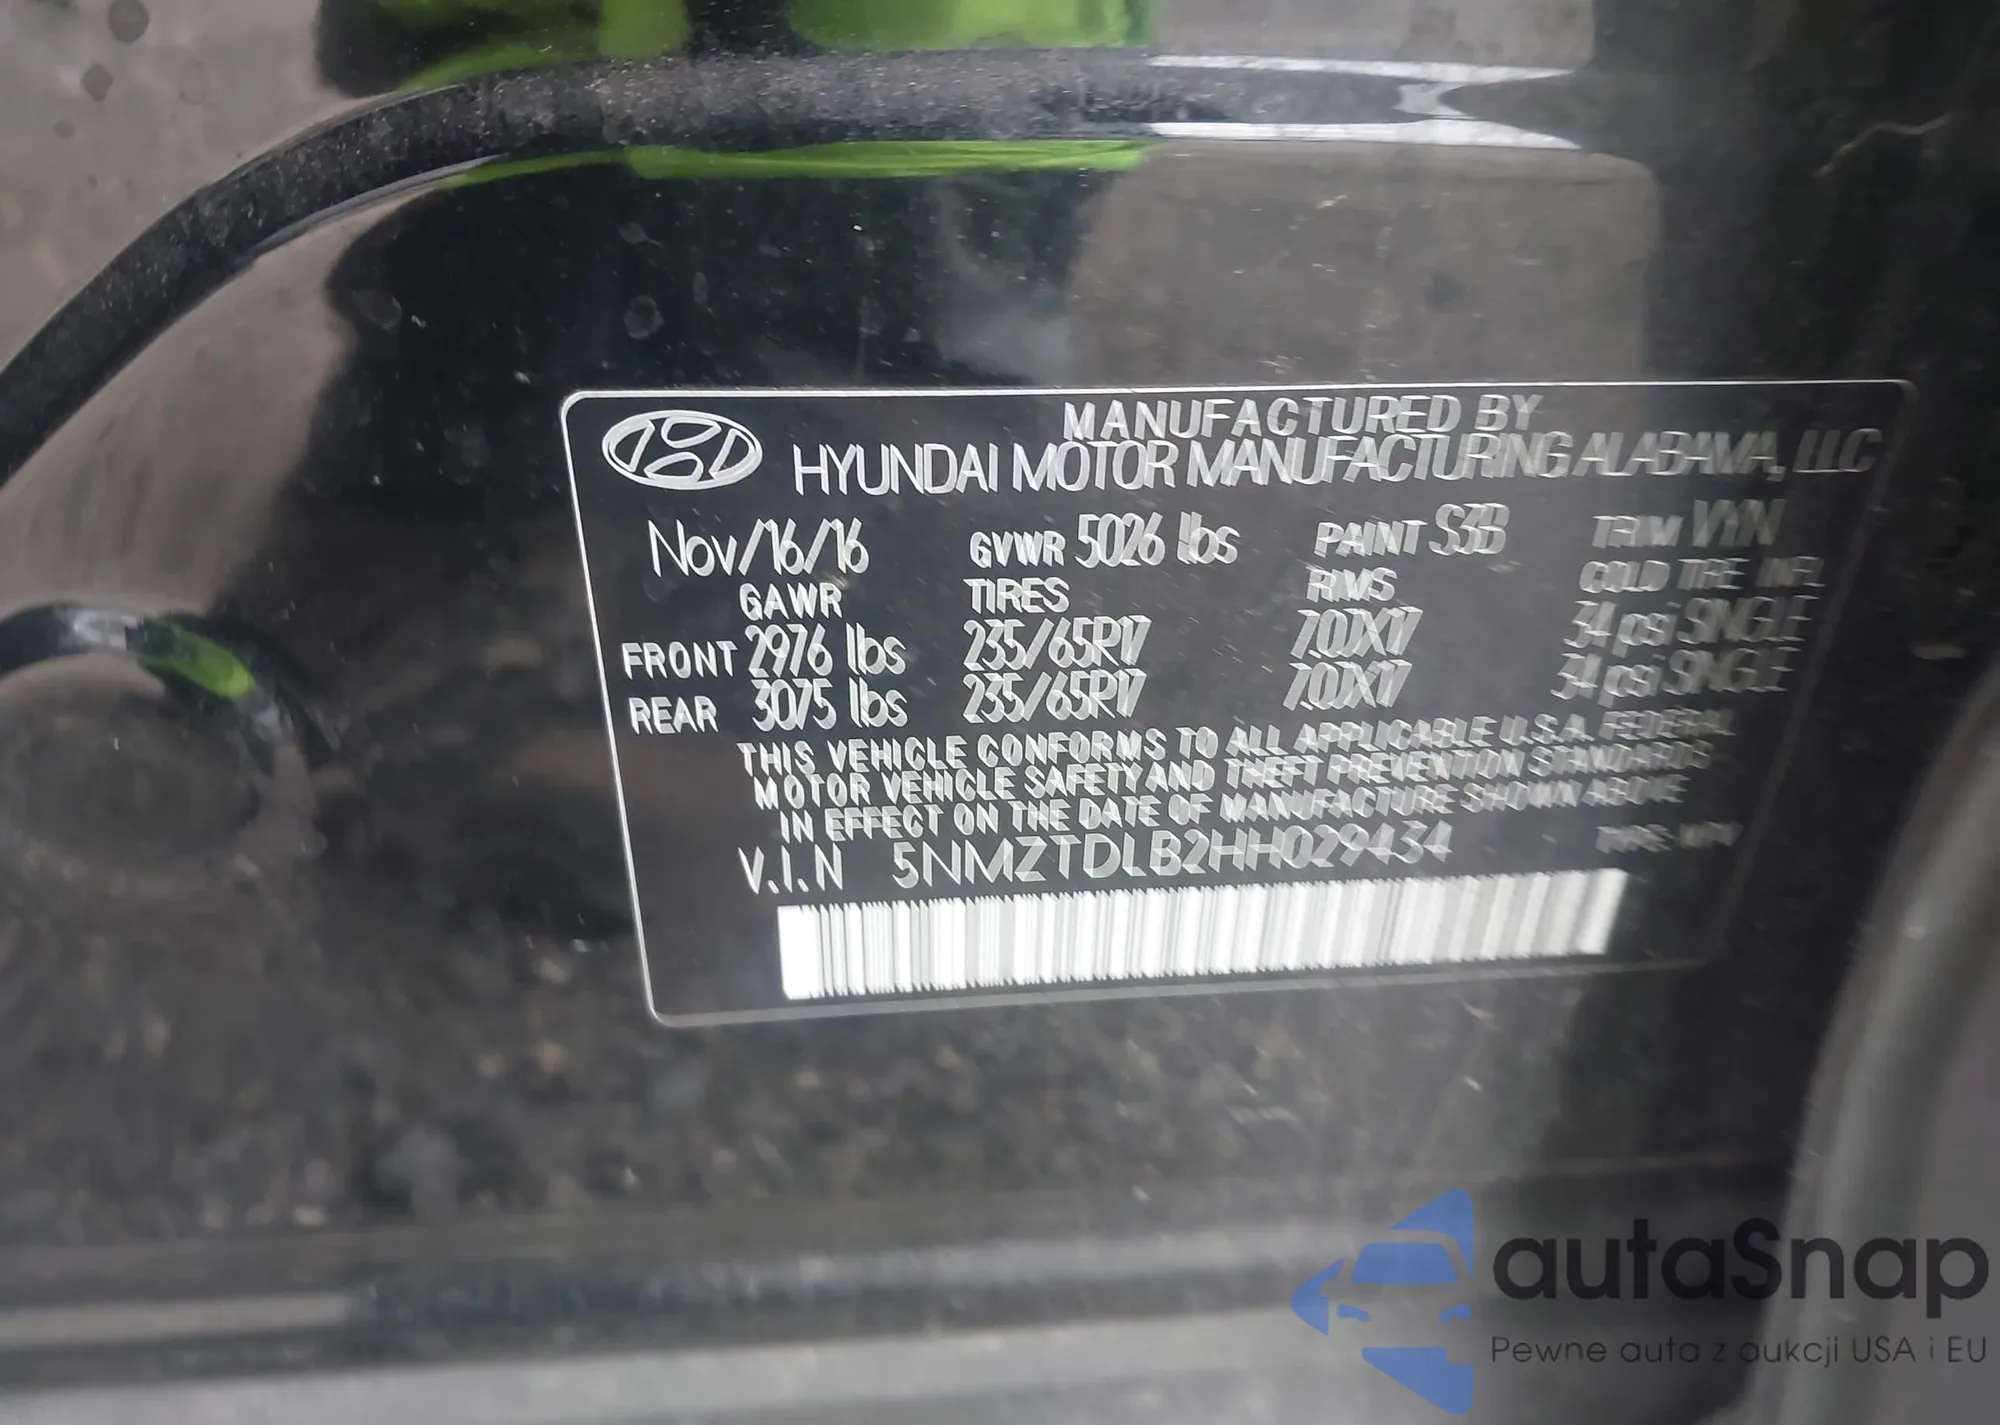 MANUFACTURED BY
HYUNDAI MOTOR MANUFACTURING ALABAMA, LLC
Nov/16/16 GVWR 5026 lbs PAINT S3B TRIM VYN
GAWR TIRES RIMS COLD TIRE INFL
FRONT 2976 lbs 235/65R17 7.0JX17 34 psi SINGLE
REAR 3075 lbs 235/65R17 7.0JX17 34 psi SINGLE
THIS VEHICLE CONFORMS TO ALL APPLICABLE U.S.A. FEDERAL
MOTOR VEHICLE SAFETY AND THEFT PREVENTION STANDARDS
IN EFFECT ON THE DATE OF MANUFACTURE SHOWN ABOVE
V.I.N 5NMZTDLB2HH029434 TYPE: MPV
autaSnap
Pewne auta z aukcji USA i EU